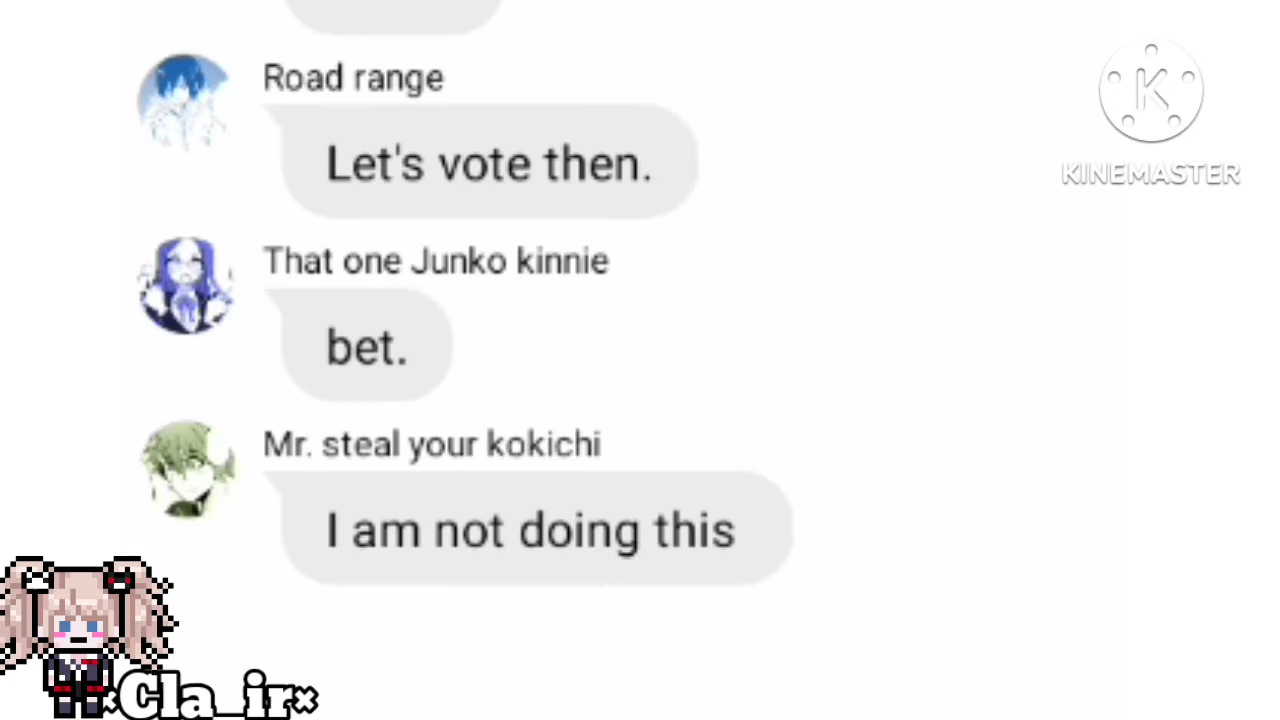 Road range
Let's vote then.
K
KINEMASTER
That one Junko kinnie
bet.
Mr. steal your kokichi
I am not doing this
×Cla_ir×